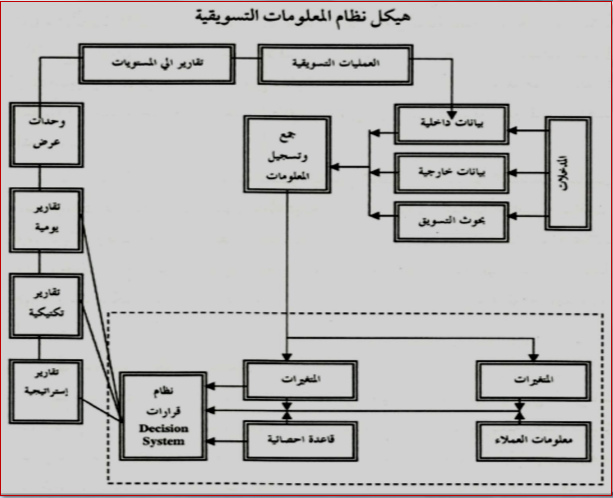 هيكل نظام المعلومات التسويقية
العمليات التسويقية
تقارير الي المستويات
المدخلات
بيانات داخلية
بيانات خارجية
بحوث التسويق
جمع
وتسجيل
المعلومات
وحدات
عرض
تقارير
يومية
تقارير
تكتيكية
تقارير
إستراتيجية
المتغيرات
المتغيرات
معلومات العملاء
قاعدة احصائية
نظام
قرارات
Decision
System